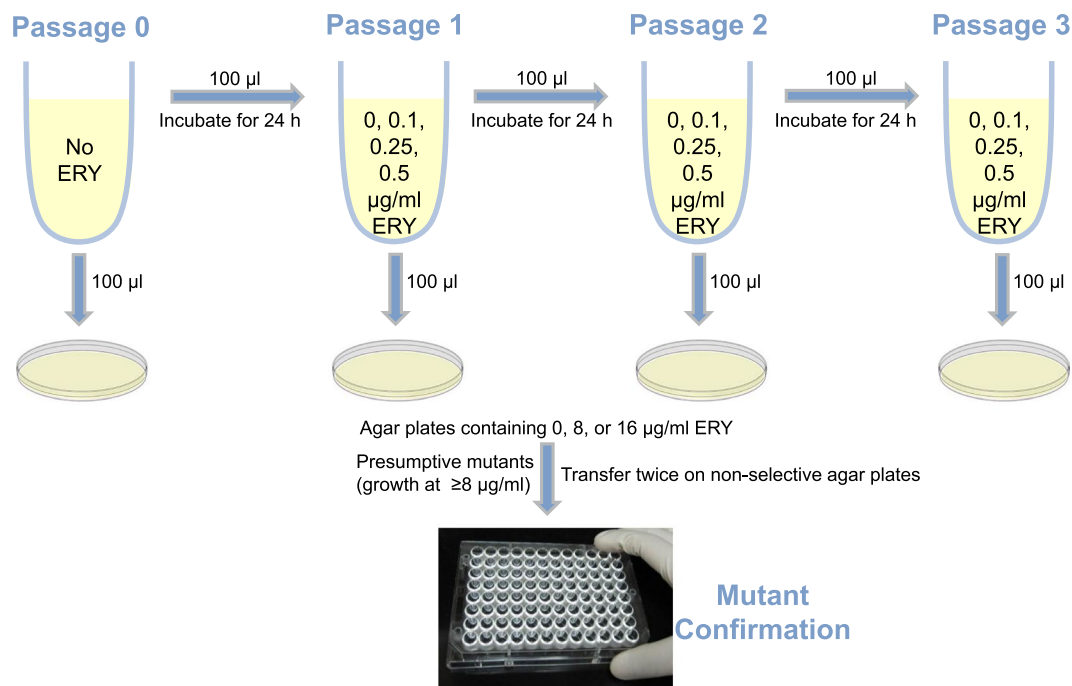 Passage 0
Passage 1
Passage 2
Passage 3
100 µl
Incubate for 24 h
100 µl
Incubate for 24 h
100 µl
Incubate for 24 h
No
ERY
0, 0.1,
0.25,
0.5
µg/ml
ERY
0, 0.1,
0.25,
0.5
µg/ml
ERY
0, 0.1,
0.25,
0.5
µg/ml
ERY
100 µl
100 µl
100 µl
100 µl
Agar plates containing 0, 8, or 16 µg/ml ERY
Presumptive mutants
(growth at ≥8 µg/ml)
Transfer twice on non-selective agar plates
Mutant
Confirmation